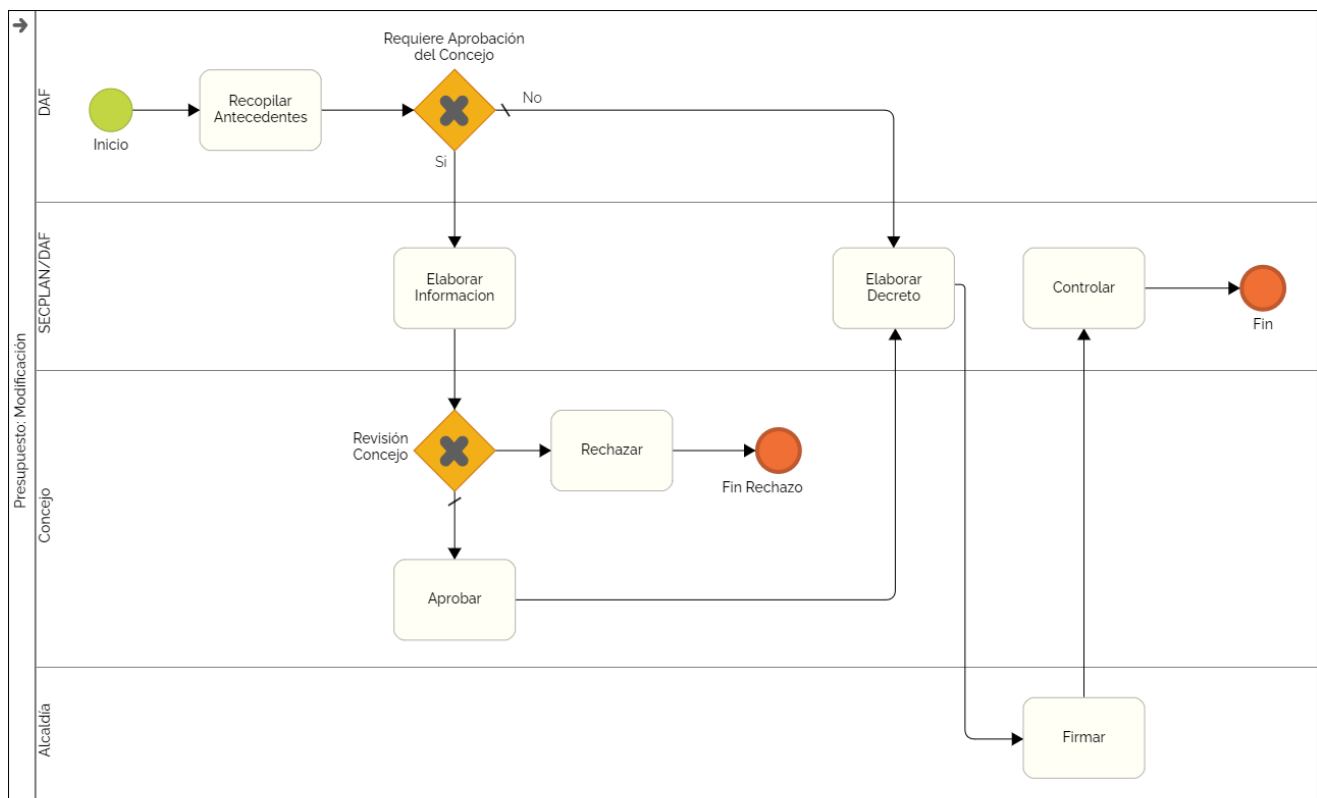 Presupuesto: Modificación
DAF
Inicio
Recopilar
Antecedentes
Requiere Aprobación
del Concejo
No
Si
SECPLAN/DAF
Elaborar
Informacion
Elaborar
Decreto
Controlar
Fin
Concejo
Revisión
Concejo
Rechazar
Fin Rechazo
Aprobar
Alcaldía
Firmar